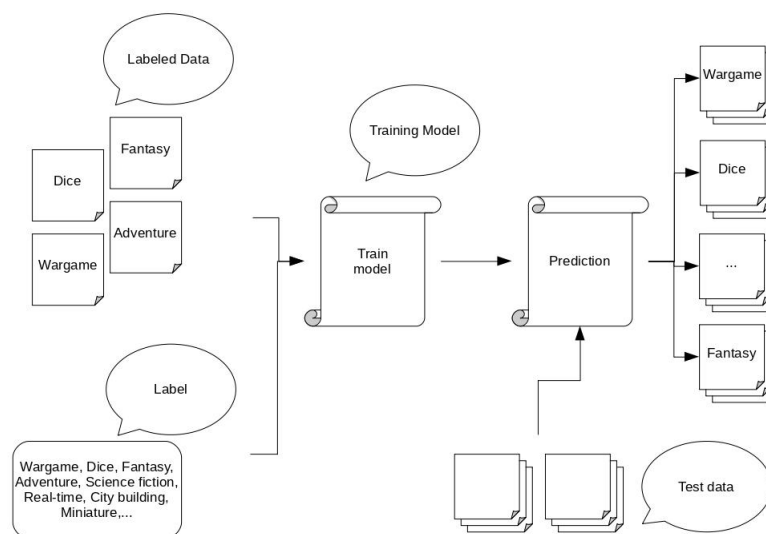 Labeled Data
Fantasy
Dice
Adventure
Wargame
Label
Wargame, Dice, Fantasy,
Adventure, Science fiction,
Real-time, City building,
Miniature,...
Training Model
Train
model
Prediction
Test data
Wargame
Dice
...
Fantasy